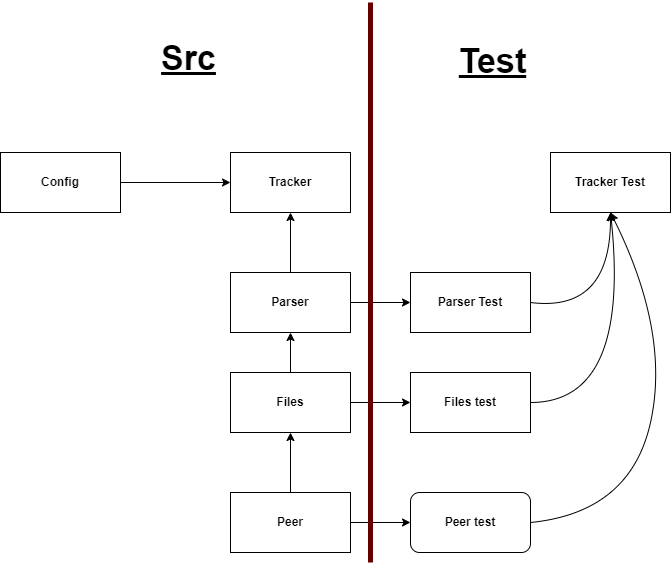 Src
Test
Config
Tracker
Tracker Test
Parser
Parser Test
Files
Files test
Peer
Peer test